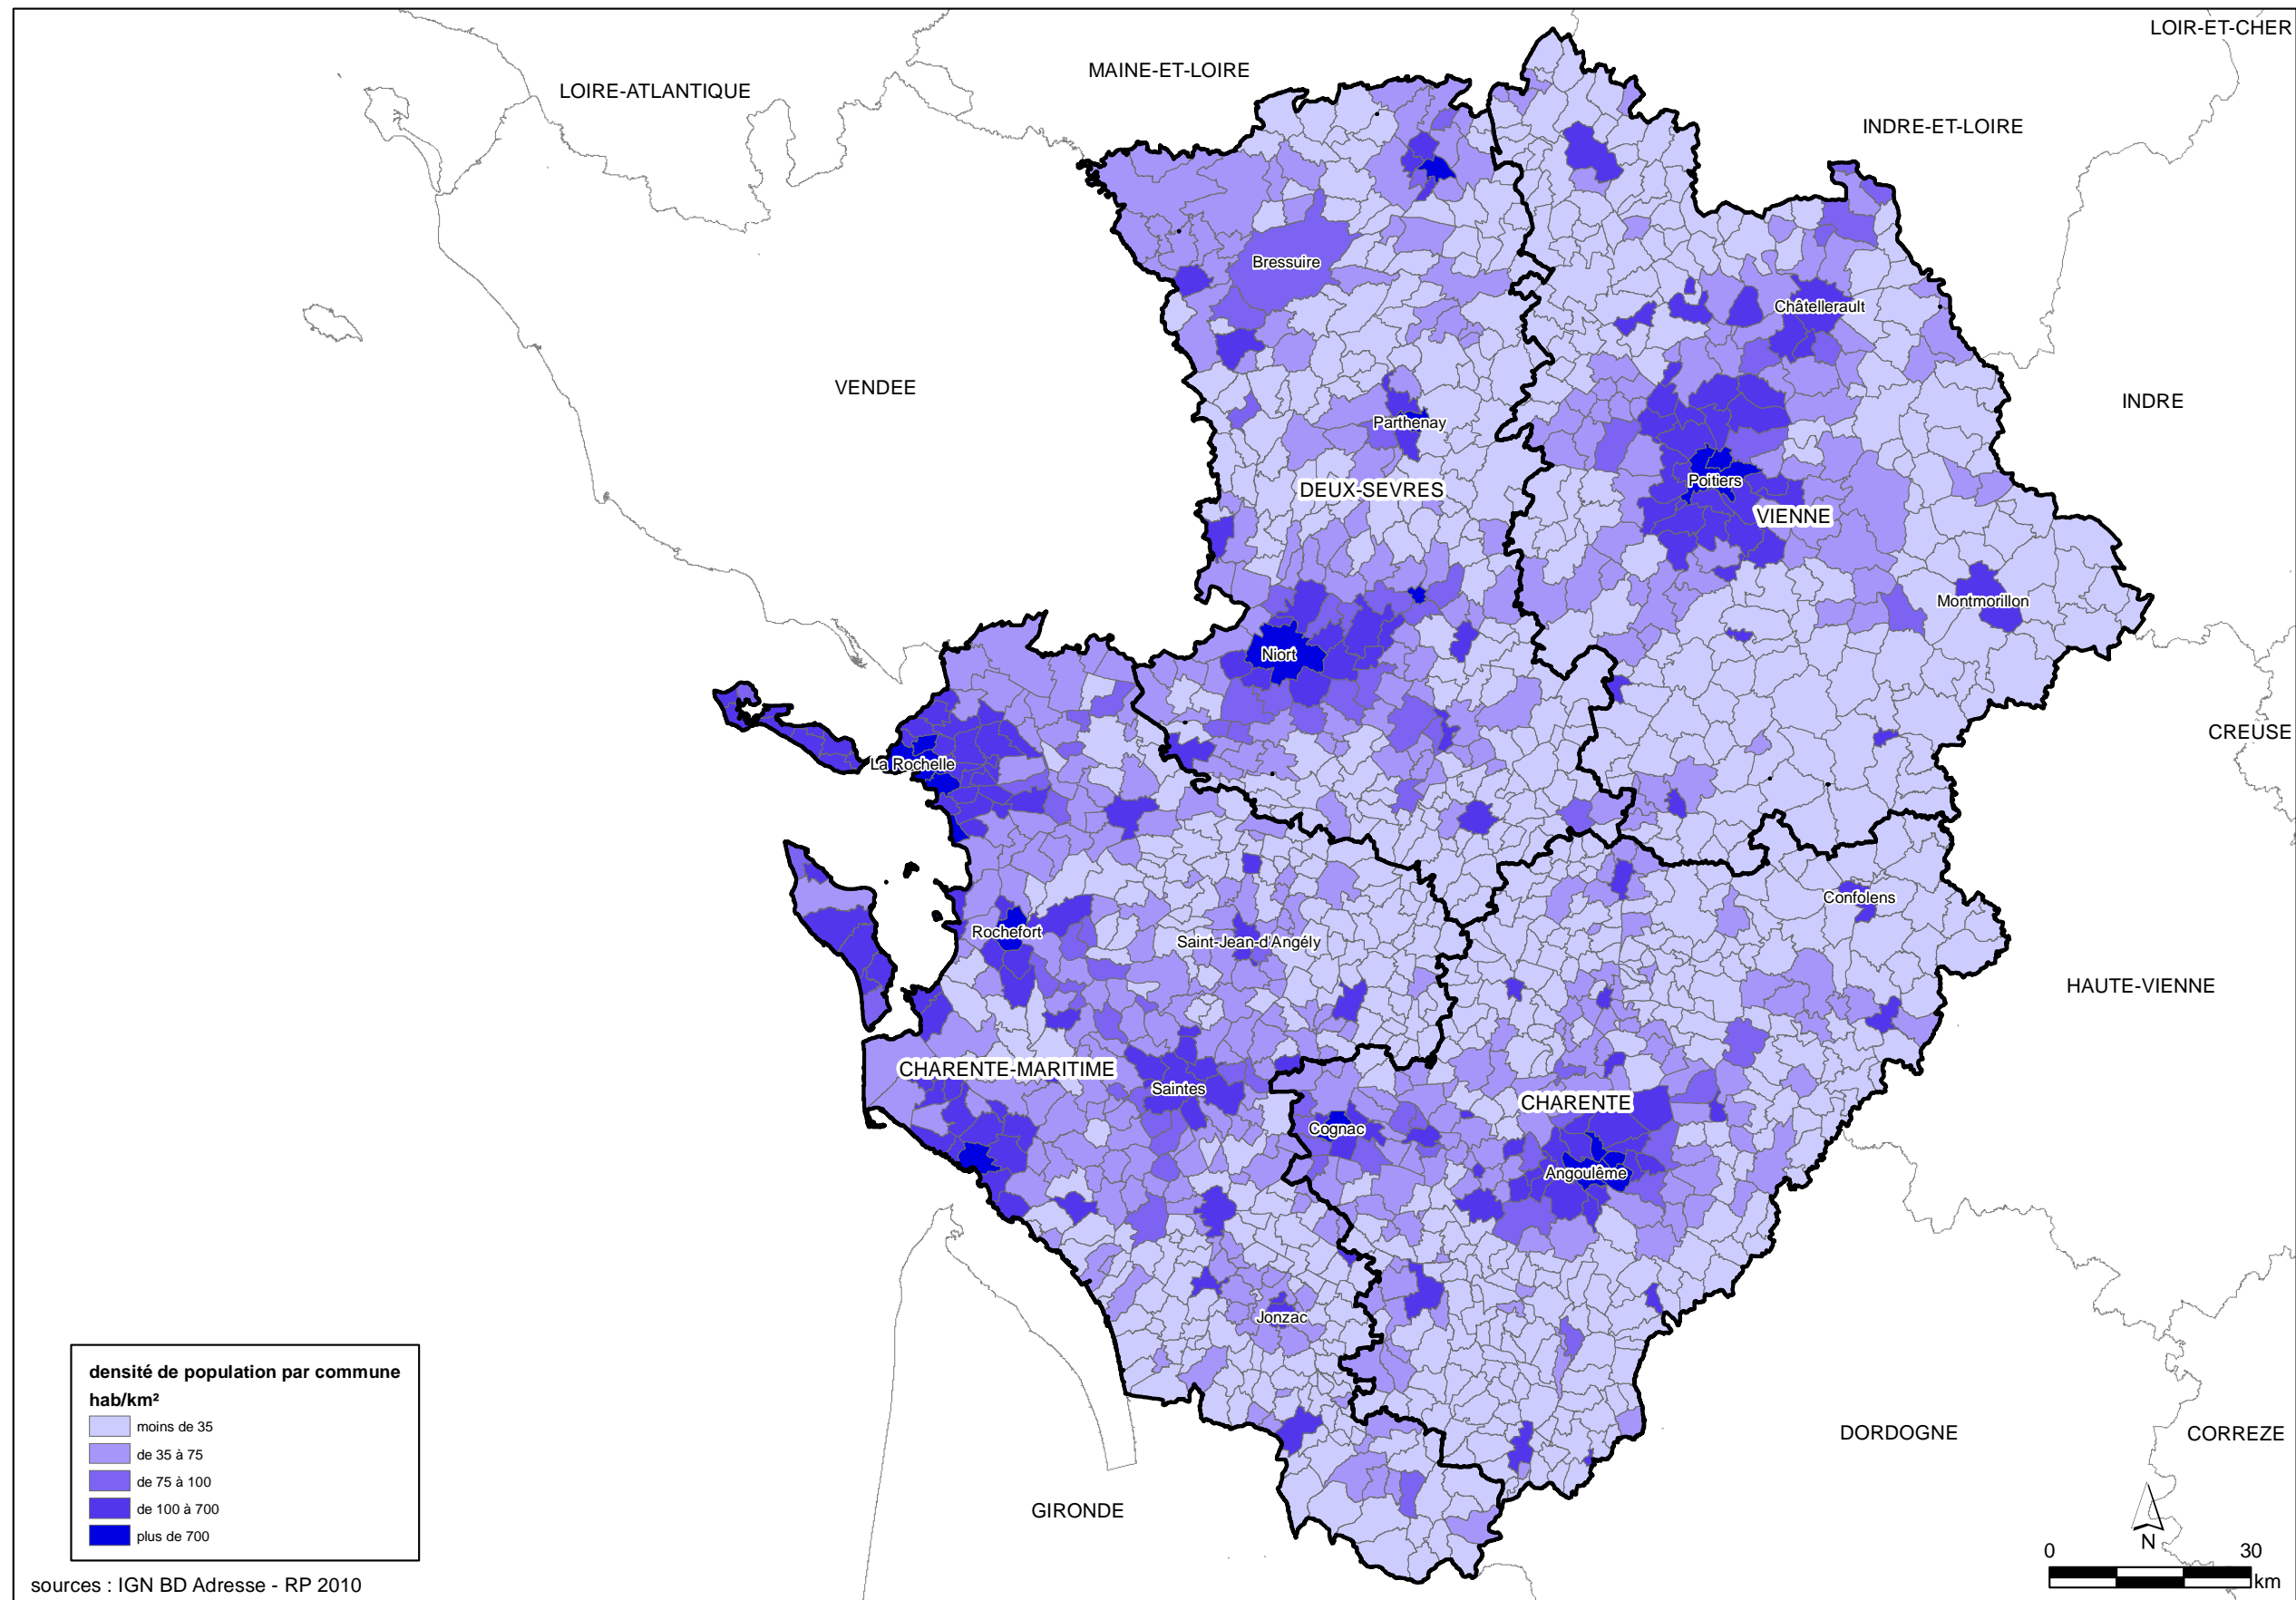 LOIR-ET-CHER
MAINE-ET-LOIRE
LOIRE-ATLANTIQUE
INDRE-ET-LOIRE
Bressuire
Châtellerault
VENDEE
INDRE
Parthenay
Poitiers
DEUX-SEVRES
VIENNE
Montmorillon
Niort
CREUSE
La Rochelle
Confolens
Rochefort
Saint-Jean-d'Angély
HAUTE-VIENNE
CHARENTE-MARITIME
Saintes
CHARENTE
Cognac
Angoulême
Jonzac
densité de population par commune
hab/km²
moins de 35
de 35 à 75
de 75 à 100
de 100 à 700
plus de 700
DORDOGNE
CORREZE
GIRONDE
N
0 30
km
sources : IGN BD Adresse - RP 2010